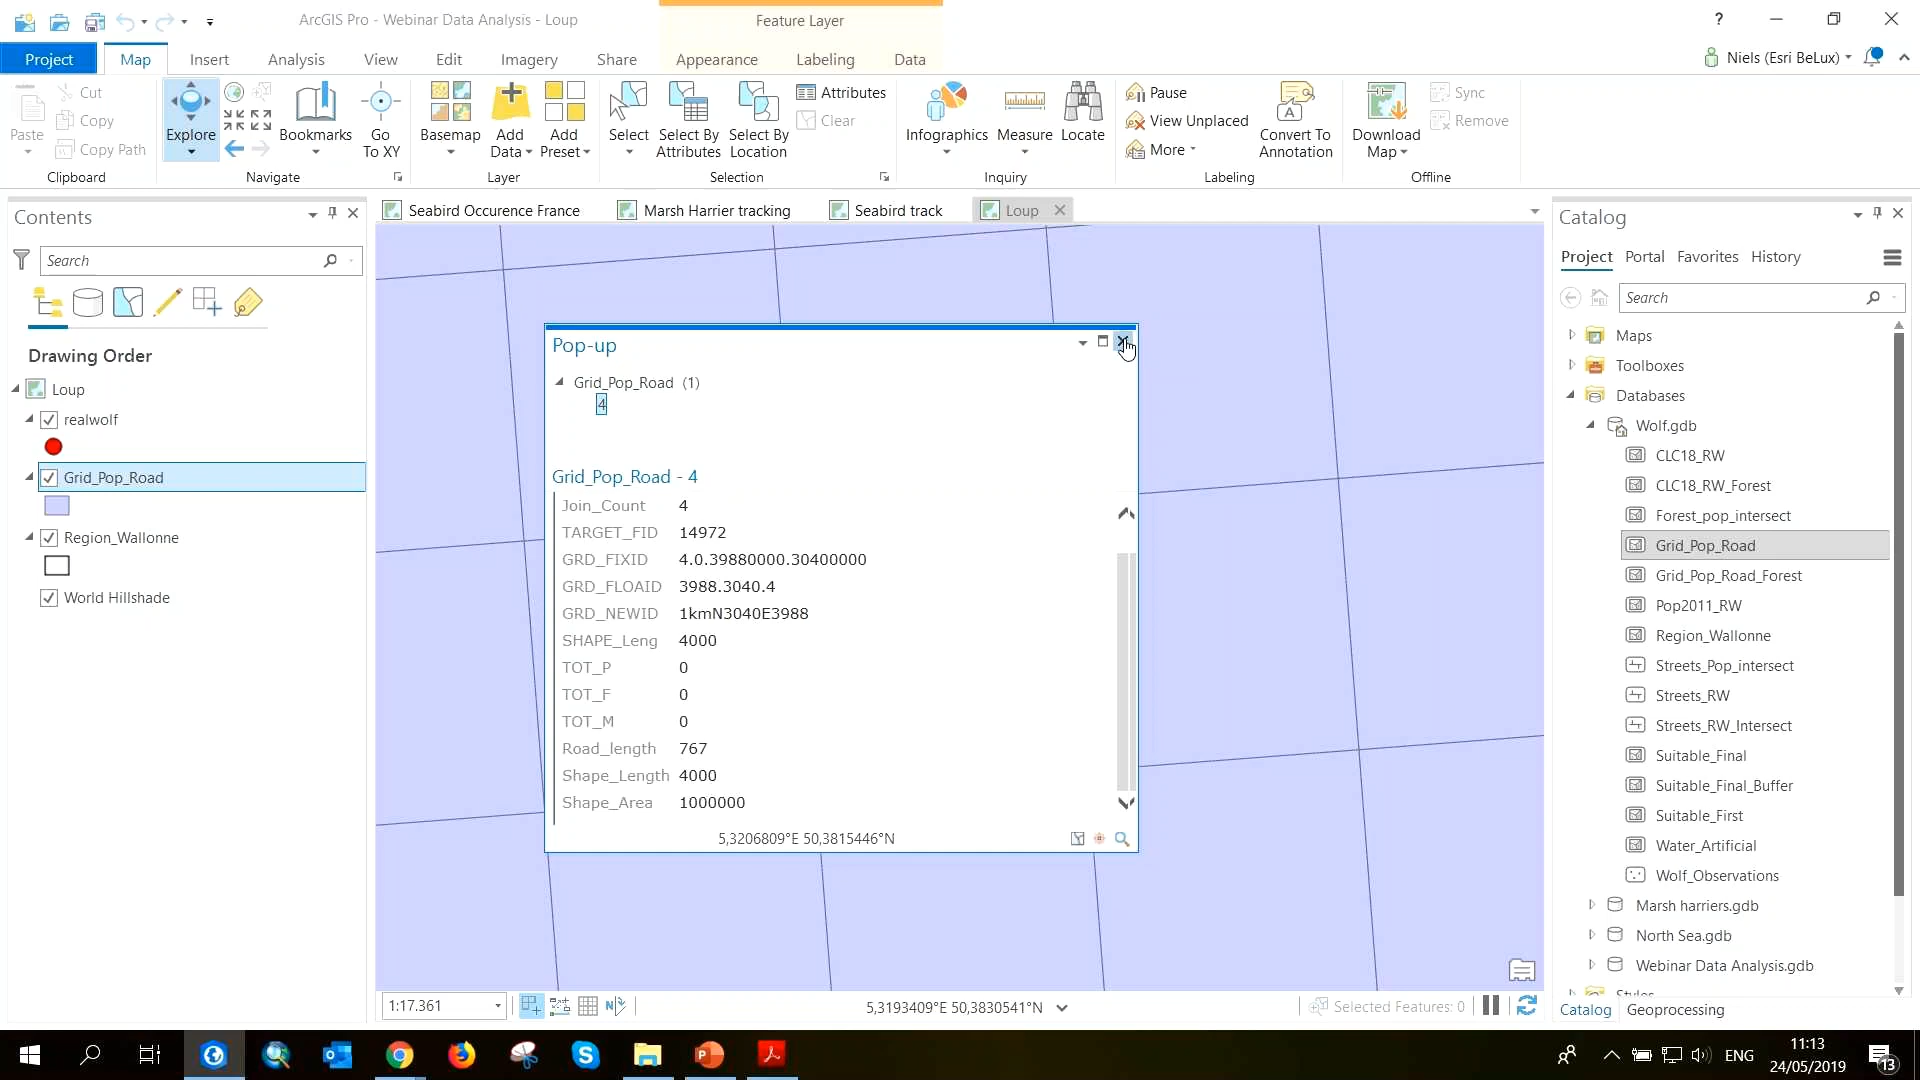 ArcGIS Pro - Webinar Data Analysis - Loup
Feature Layer
?
Project
Map
Insert
Analysis
View
Edit
Imagery
Share
Appearance
Labeling
Data
Niels (Esri BeLux)
Paste
Cut
Copy
Copy Path
Clipboard
Explore
Bookmarks
Go To XY
Navigate
Basemap
Add Data
Add Preset
Layer
Select
Select By Attributes
Select By Location
Attributes
Clear
Selection
Infographics
Measure
Locate
Inquiry
Pause
View Unplaced
More
Convert To Annotation
Labeling
Download Map
Sync
Remove
Offline
Contents
Search
Drawing Order
Loup
realwolf
Grid_Pop_Road
Region_Wallonne
World Hillshade
Seabird Occurence France
Marsh Harrier tracking
Seabird track
Loup
Pop-up
Grid_Pop_Road (1)
4
Grid_Pop_Road - 4
Join_Count 4
TARGET_FID 14972
GRD_FIXID 4.0.39880000.30400000
GRD_FLOAID 3988.3040.4
GRD_NEWID 1kmN3040E3988
SHAPE_Leng 4000
TOT_P 0
TOT_F 0
TOT_M 0
Road_length 767
Shape_Length 4000
Shape_Area 1000000
5,3206809°E 50,3815446°N
1:17.361
5,3193409°E 50,3830541°N
Selected Features: 0
Catalog
Project
Portal
Favorites
History
Search
Maps
Toolboxes
Databases
Wolf.gdb
CLC18_RW
CLC18_RW_Forest
Forest_pop_intersect
Grid_Pop_Road
Grid_Pop_Road_Forest
Pop2011_RW
Region_Wallonne
Streets_Pop_intersect
Streets_RW
Streets_RW_Intersect
Suitable_Final
Suitable_Final_Buffer
Suitable_First
Water_Artificial
Wolf_Observations
Marsh harriers.gdb
North Sea.gdb
Webinar Data Analysis.gdb
Styles
Catalog
Geoprocessing
ENG
11:13
24/05/2019
13